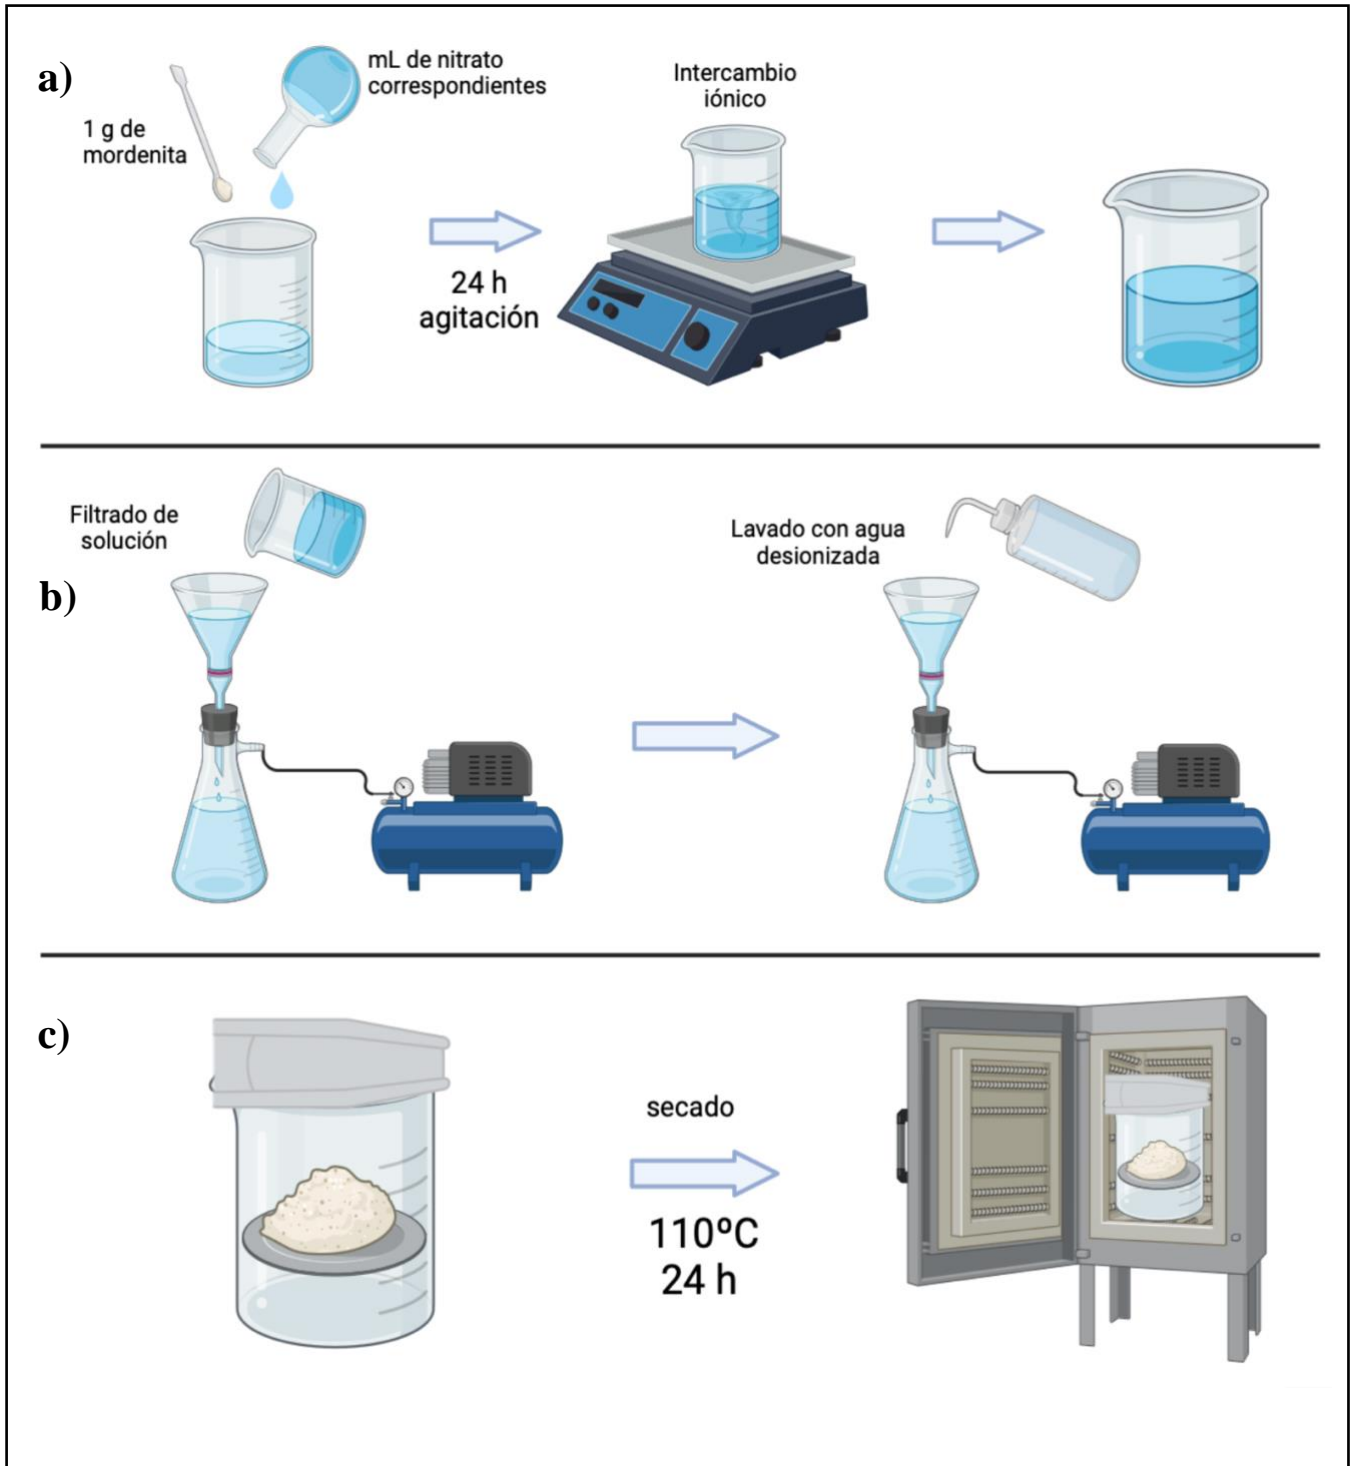 a)
1 g de
mordenita
mL de nitrato
correspondientes
24 h
agitación
Intercambio
iónico
b)
Filtrado de
solución
Lavado con agua
desionizada
c)
secado
110ºC
24 h